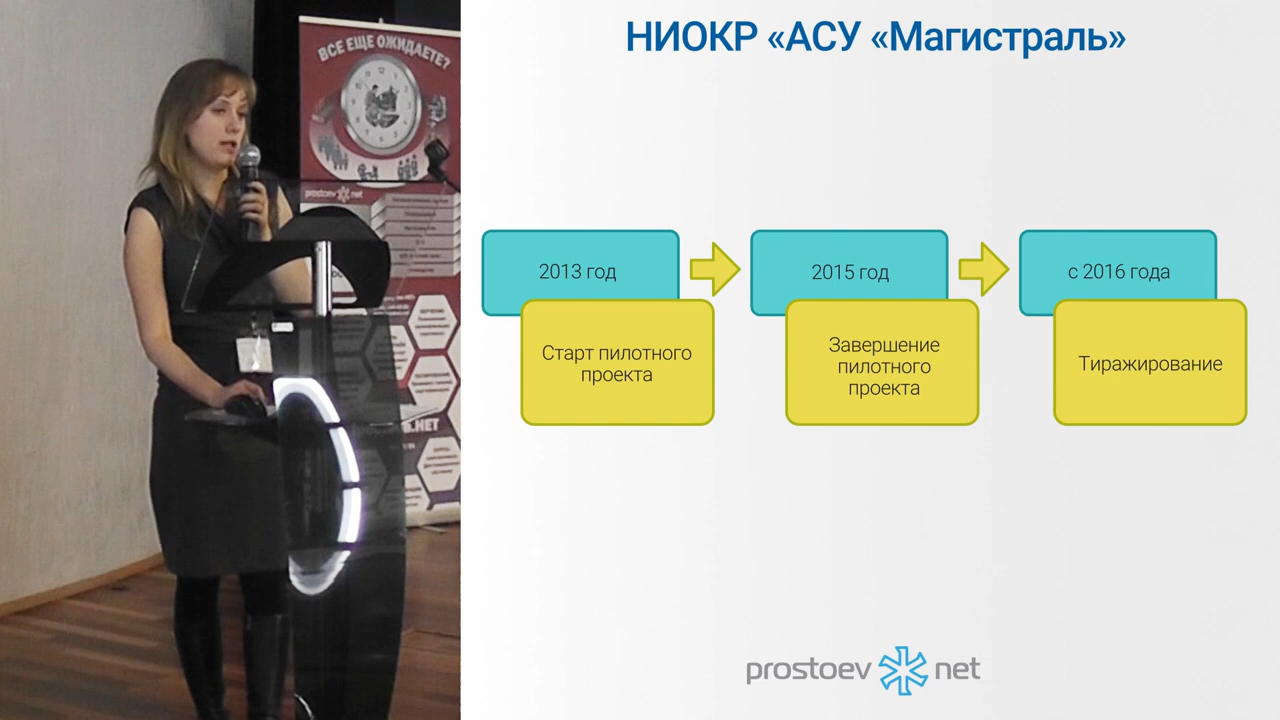 ВСЕ ЕЩЕ ОЖИДАЕТЕ?
prostoev net
НИОКР «АСУ «Магистраль»
2013 год
2015 год
с 2016 года
Старт пилотного
проекта
Завершение
пилотного
проекта
Тиражирование
prostoev net